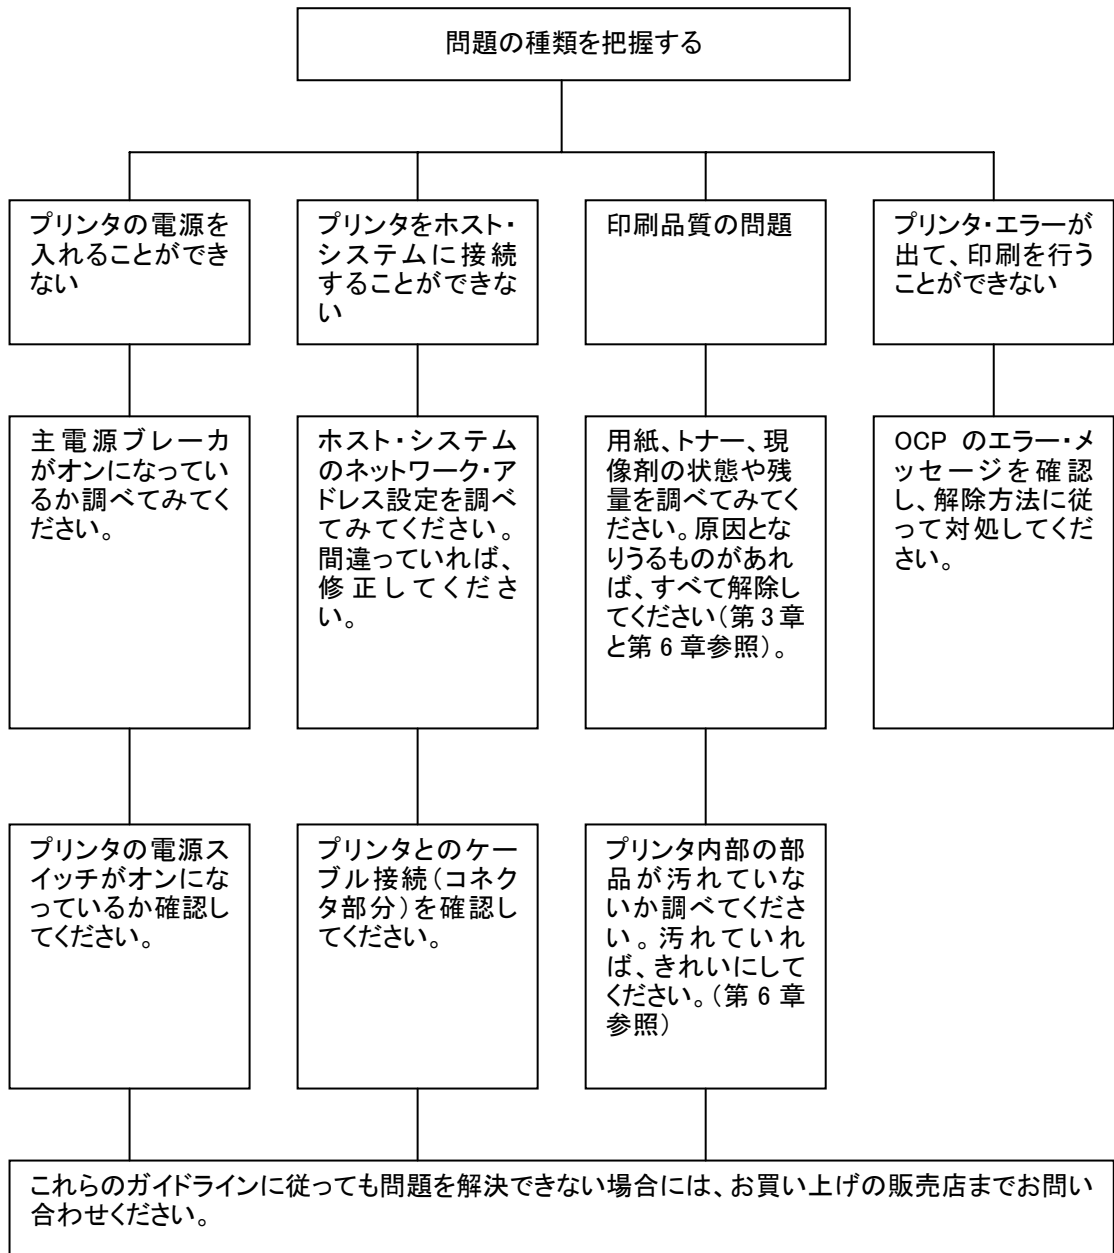 問題の種類を把握する
プリンタの電源を
入れることができ
ない
プリンタをホスト・
システムに接続
することができな
い
印刷品質の問題
プリンタ・エラーが
出て、印刷を行う
ことができない
主電源ブレーカ
がオンになってい
るか調べてみてく
ださい。
ホスト・システム
のネットワーク・ア
ドレス設定を調べ
てみてください。
間違っていれば、
修正してくださ
い。
用紙、トナー、現
像剤の状態や残
量を調べてみてく
ださい。原因とな
りうるものがあれ
ば、すべて解除し
てください（第 3 章
と第 6 章参照）。
OCP のエラー・メ
ッセージを確認
し、解除方法に従
って対処してくだ
さい。
プリンタの電源ス
イッチがオンにな
っているか確認し
てください。
プリンタとのケー
ブル接続（コネク
タ部分）を確認し
てください。
プリンタ内部の部
品が汚れていな
いか調べてくださ
い。汚れていれ
ば、きれいにして
ください。（第 6 章
参照）
これらのガイドラインに従っても問題を解決できない場合には、お買い上げの販売店までお問い
合わせください。